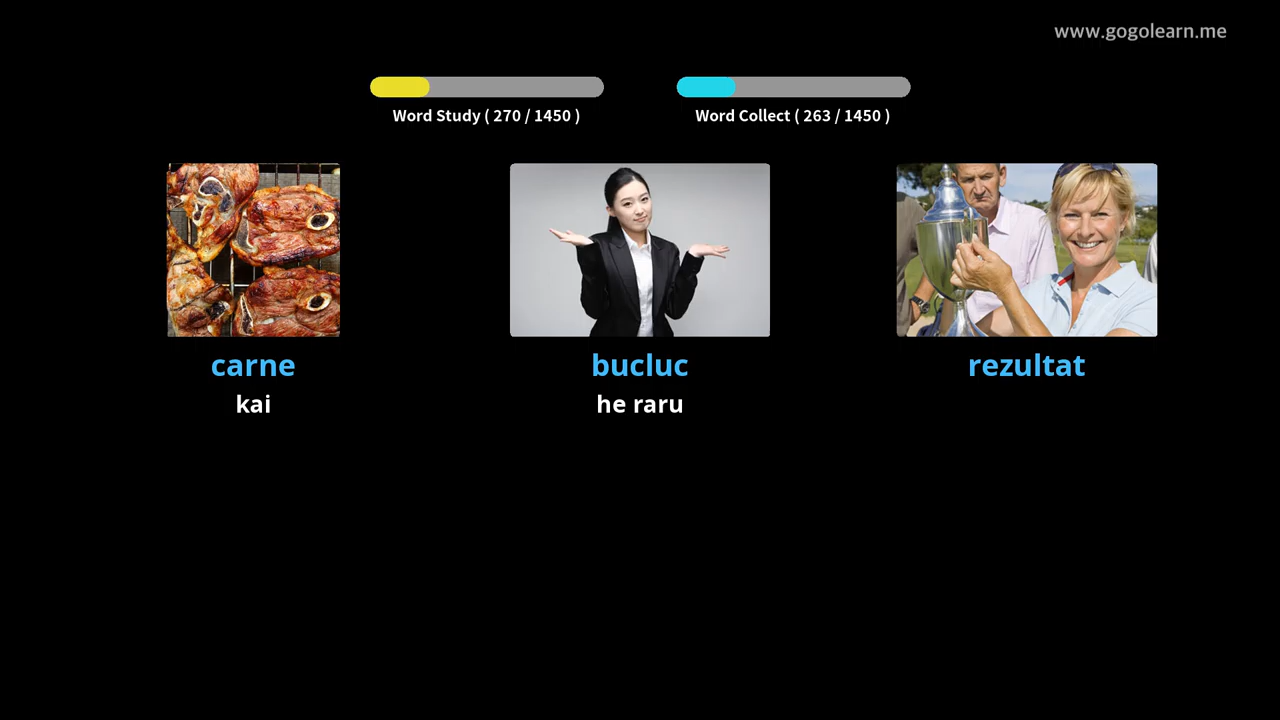 www.gogolearn.me
Word Study ( 270 / 1450 )
Word Collect ( 263 / 1450 )
carne
bucluc
rezultat
kai
he raru